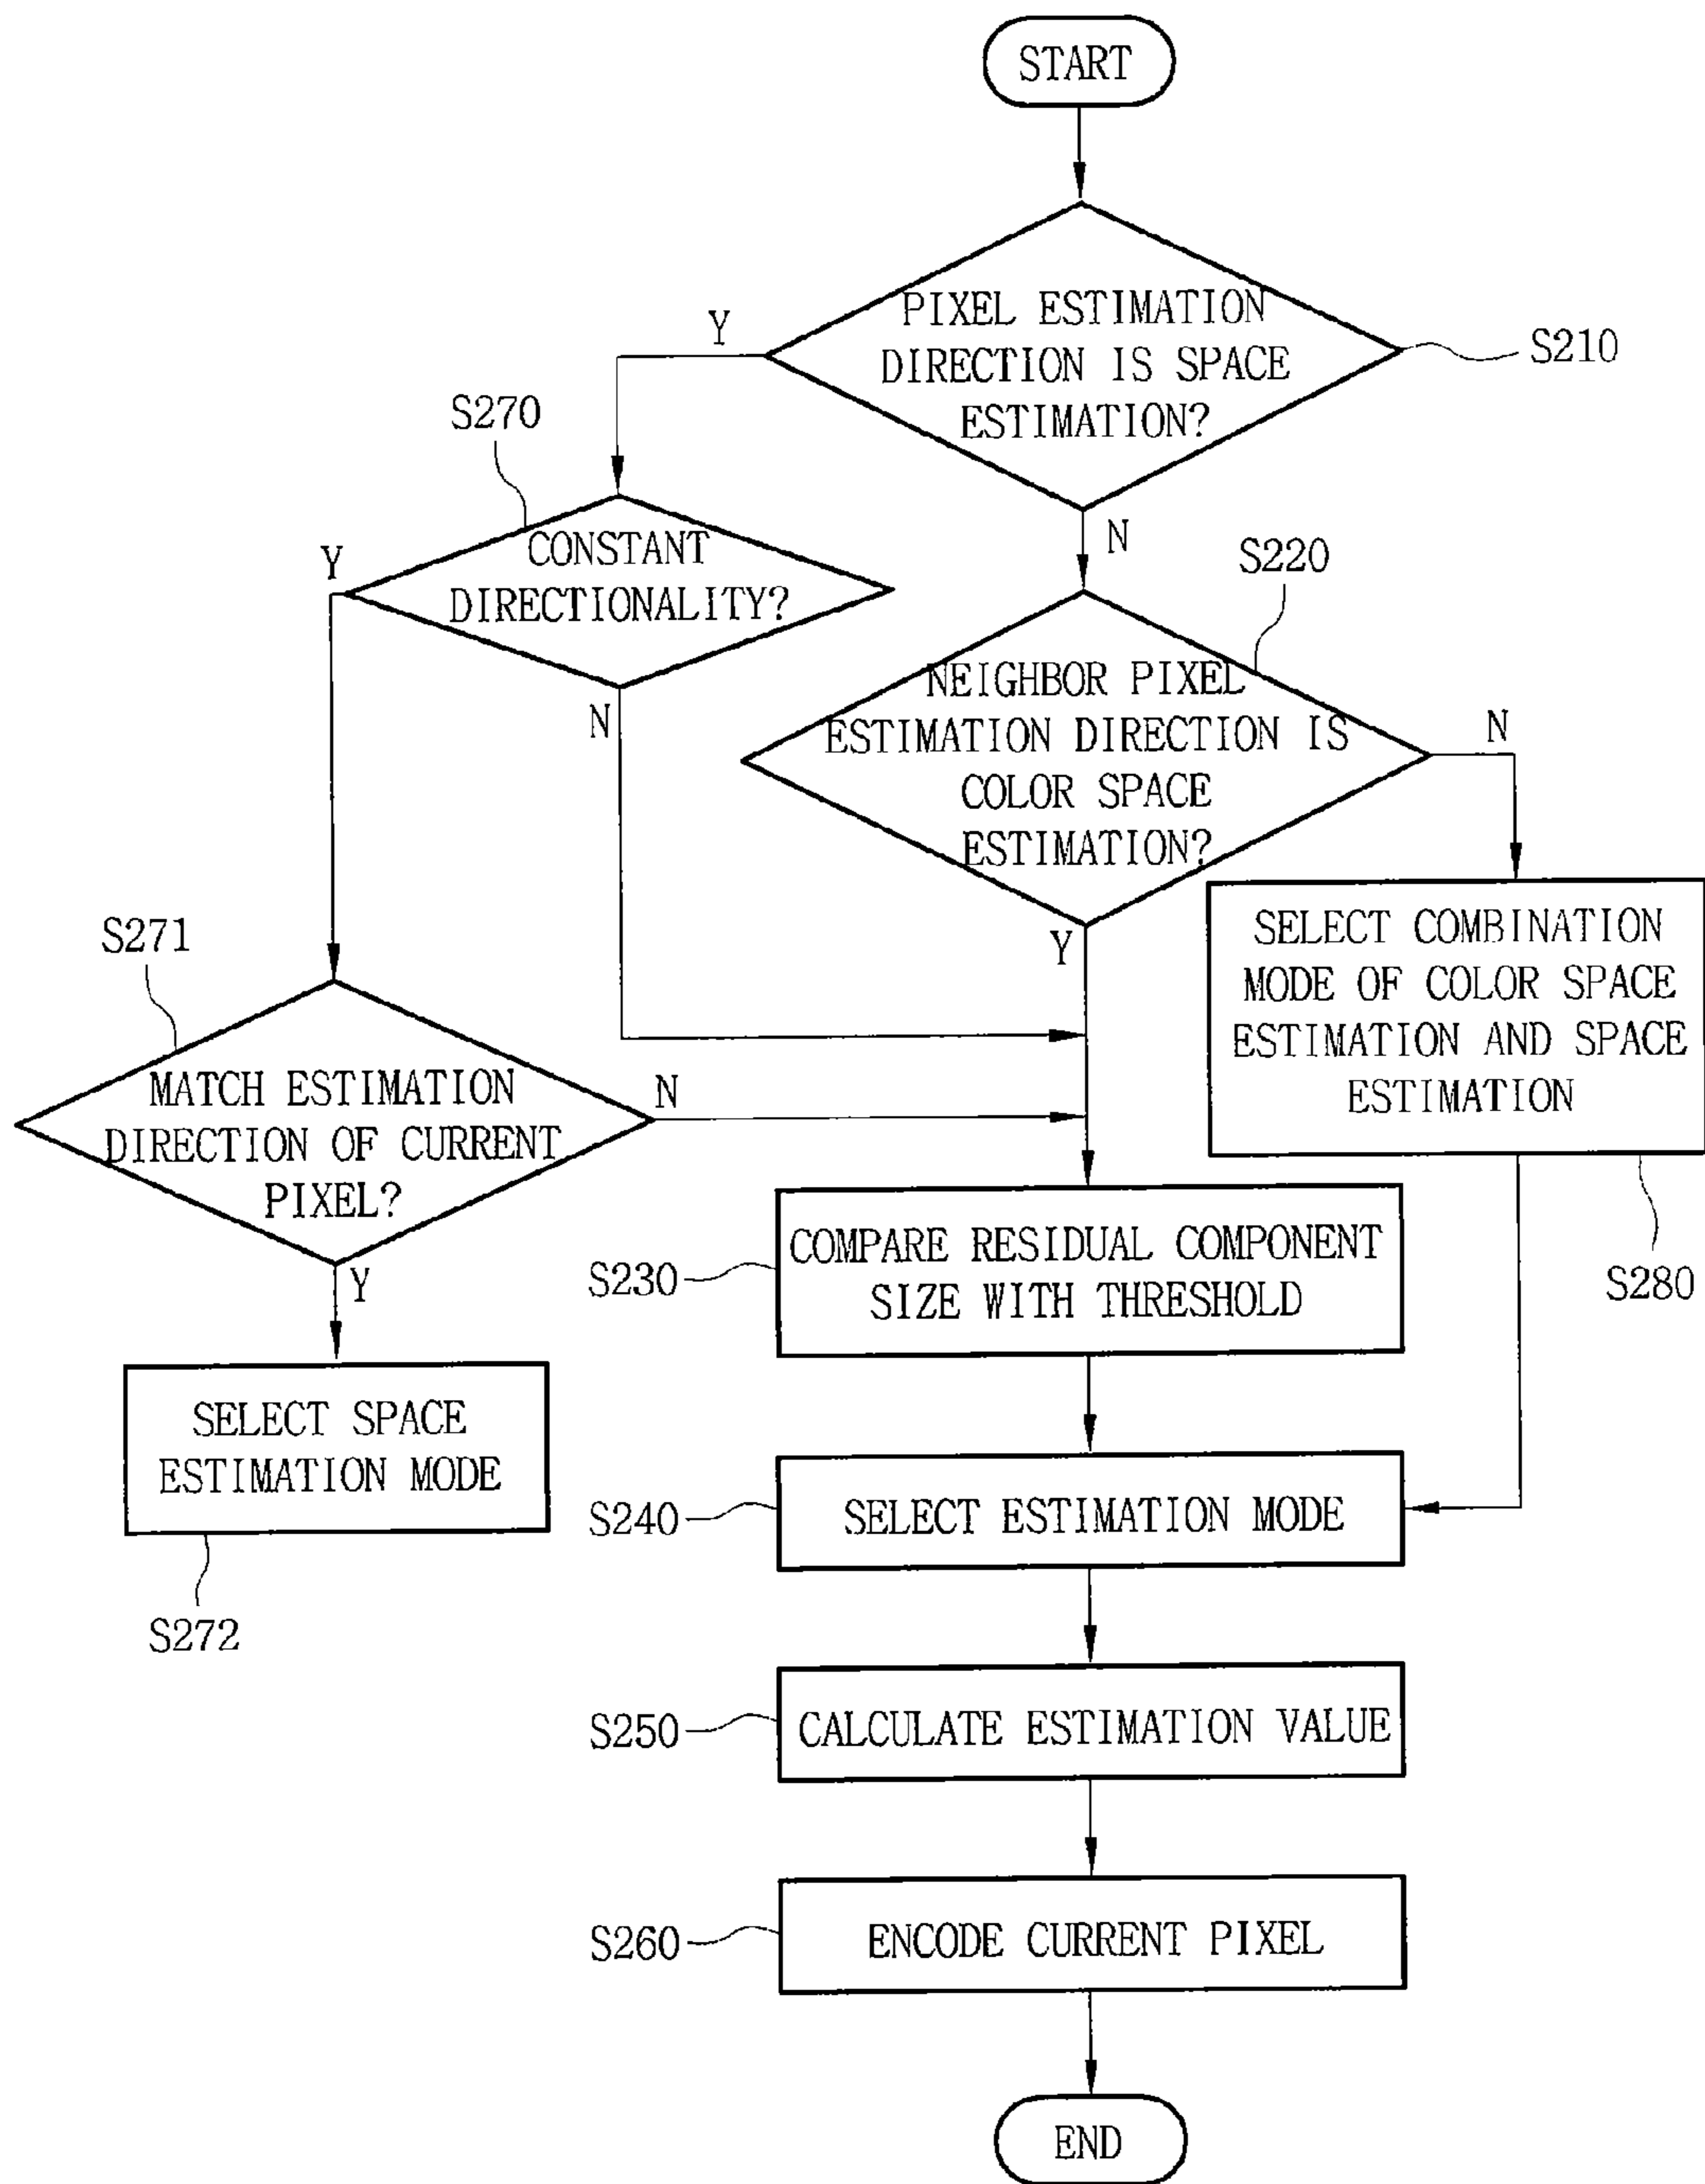 START
PIXEL ESTIMATION
DIRECTION IS SPACE
ESTIMATION?
S210
Y
N
S270
CONSTANT
DIRECTIONALITY?
Y
N
S220
NEIGHBOR PIXEL
ESTIMATION DIRECTION IS
COLOR SPACE
ESTIMATION?
N
Y
SELECT COMBINATION
MODE OF COLOR SPACE
ESTIMATION AND SPACE
ESTIMATION
S280
S271
MATCH ESTIMATION
DIRECTION OF CURRENT
PIXEL?
N
Y
SELECT SPACE
ESTIMATION MODE
S272
S230
COMPARE RESIDUAL COMPONENT
SIZE WITH THRESHOLD
S240
SELECT ESTIMATION MODE
S250
CALCULATE ESTIMATION VALUE
S260
ENCODE CURRENT PIXEL
END